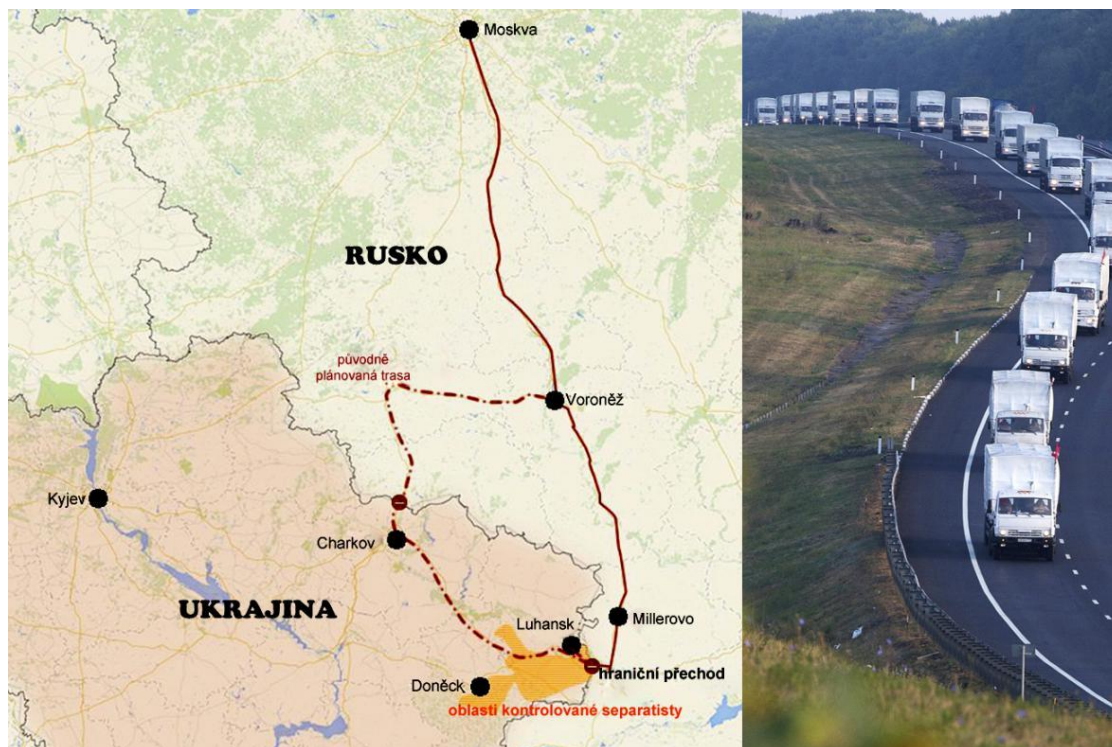 Moskva
RUSKO
původně
plánovaná trasa
Voroněž
Kyjev
Charkov
UKRAJINA
Luhansk
Millerovo
hraniční přechod
Doněck
oblasti kontrolované separatisty